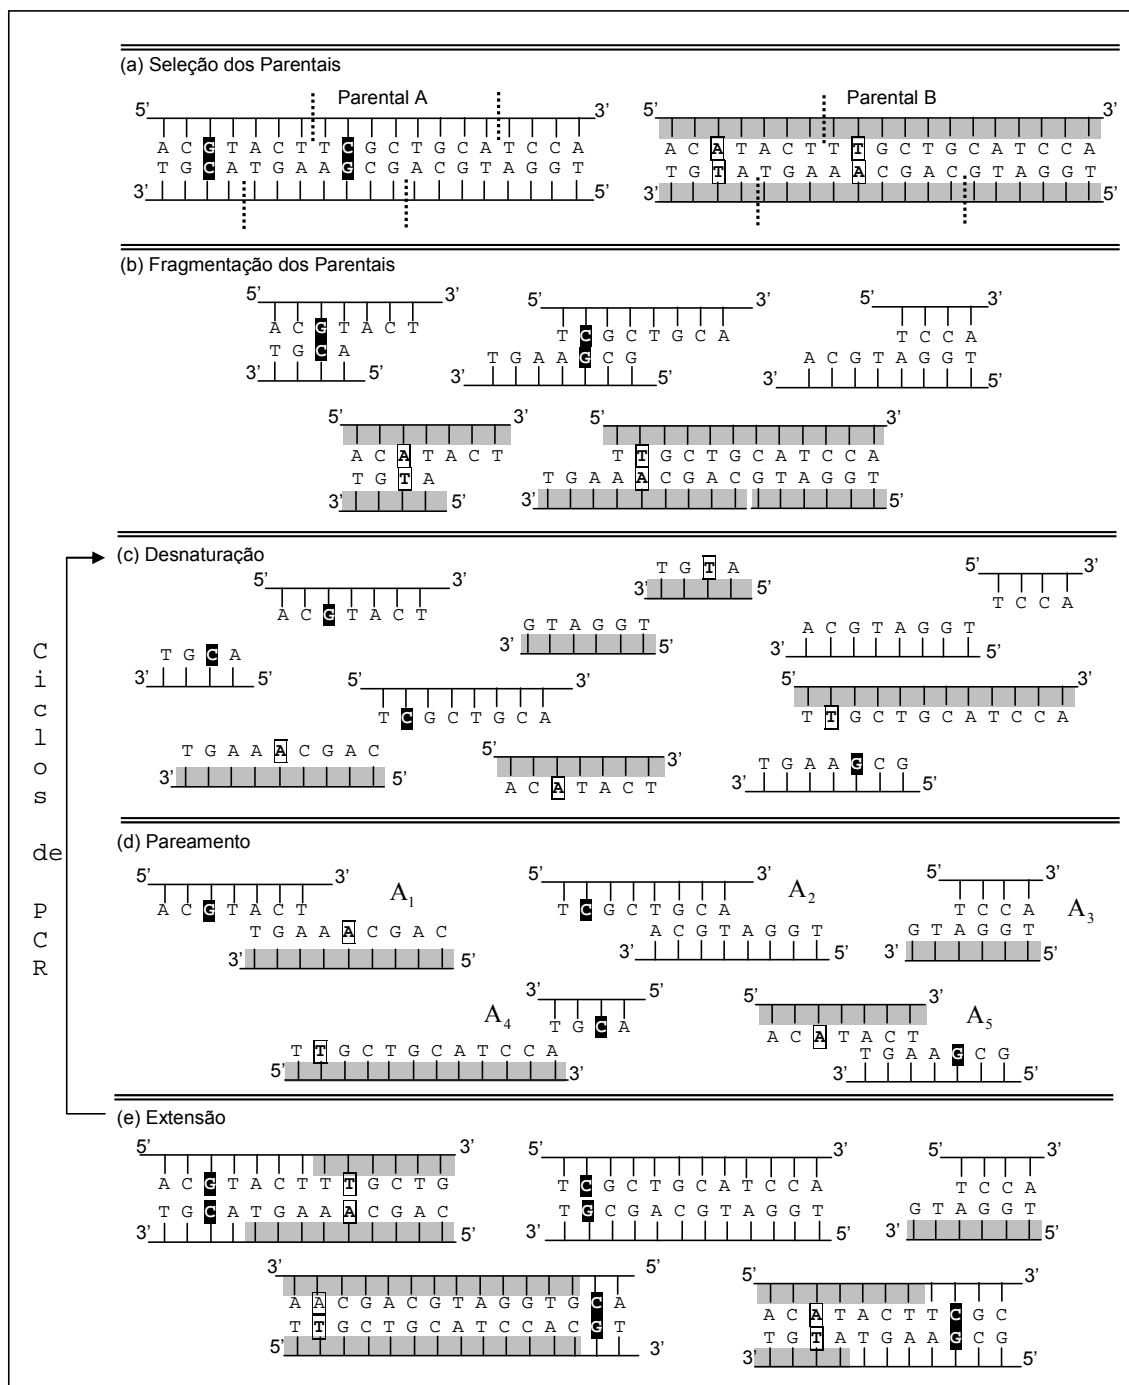 (a) Seleção dos Parentais
5’ Parental A 3’
A C G T A C T T C G C T G C A T C C A
T G C A T G A A G C G A C G T A G G T
3’ 5’
5’ Parental B 3’
A C A T A C T T T G C T G C A T C C A
T G T A T G A A A C G A C G T A G G T
3’ 5’
(b) Fragmentação dos Parentais
5’ 3’
A C G T A C T
T G C A
3’ 5’
5’ 3’
T C G C T G C A
T G A A G C G
3’ 5’
5’ 3’
T C C A
A C G T A G G T
3’ 5’
5’ 3’
A C A T A C T
T G T A
3’ 5’
5’ 3’
T T G C T G C A T C C A
T G A A A C G A C G T A G G T
3’ 5’
Ciclos de PCR
(c) Desnaturação
5’ 3’
A C G T A C T
T G T A
3’ 5’
5’ 3’
T C C A
G T A G G T
3’ 5’
A C G T A G G T
3’ 5’
T G C A
3’ 5’
5’ 3’
T C G C T G C A
5’ 3’
T T G C T G C A T C C A
T G A A A C G A C
3’ 5’
5’ 3’
A C A T A C T
T G A A G C G
3’ 5’
(d) Pareamento
5’ 3’
A C G T A C T
A1
T G A A A C G A C
3’ 5’
5’ 3’
A2
T C G C T G C A
A C G T A G G T
3’ 5’
5’ 3’
T C C A
A3
G T A G G T
3’ 5’
3’ 5’
A4
T G C A
T T G C T G C A T C C A
5’ 3’
3’
A5
A C A T A C T
T G A A G C G
3’ 5’
(e) Extensão
5’ 3’
A C G T A C T T T G C T G
T G C A T G A A A C G A C
3’ 5’
5’ 3’
T C G C T G C A T C C A
T G C G A C G T A G G T
3’ 5’
5’ 3’
T C C A
G T A G G T
3’ 5’
3’ 5’
A A C G A C G T A G G T G C A
T T G C T G C A T C C A C G T
5’ 3’
5’ 3’
A C A T A C T T C G C
T G T A T G A A G C G
3’ 5’